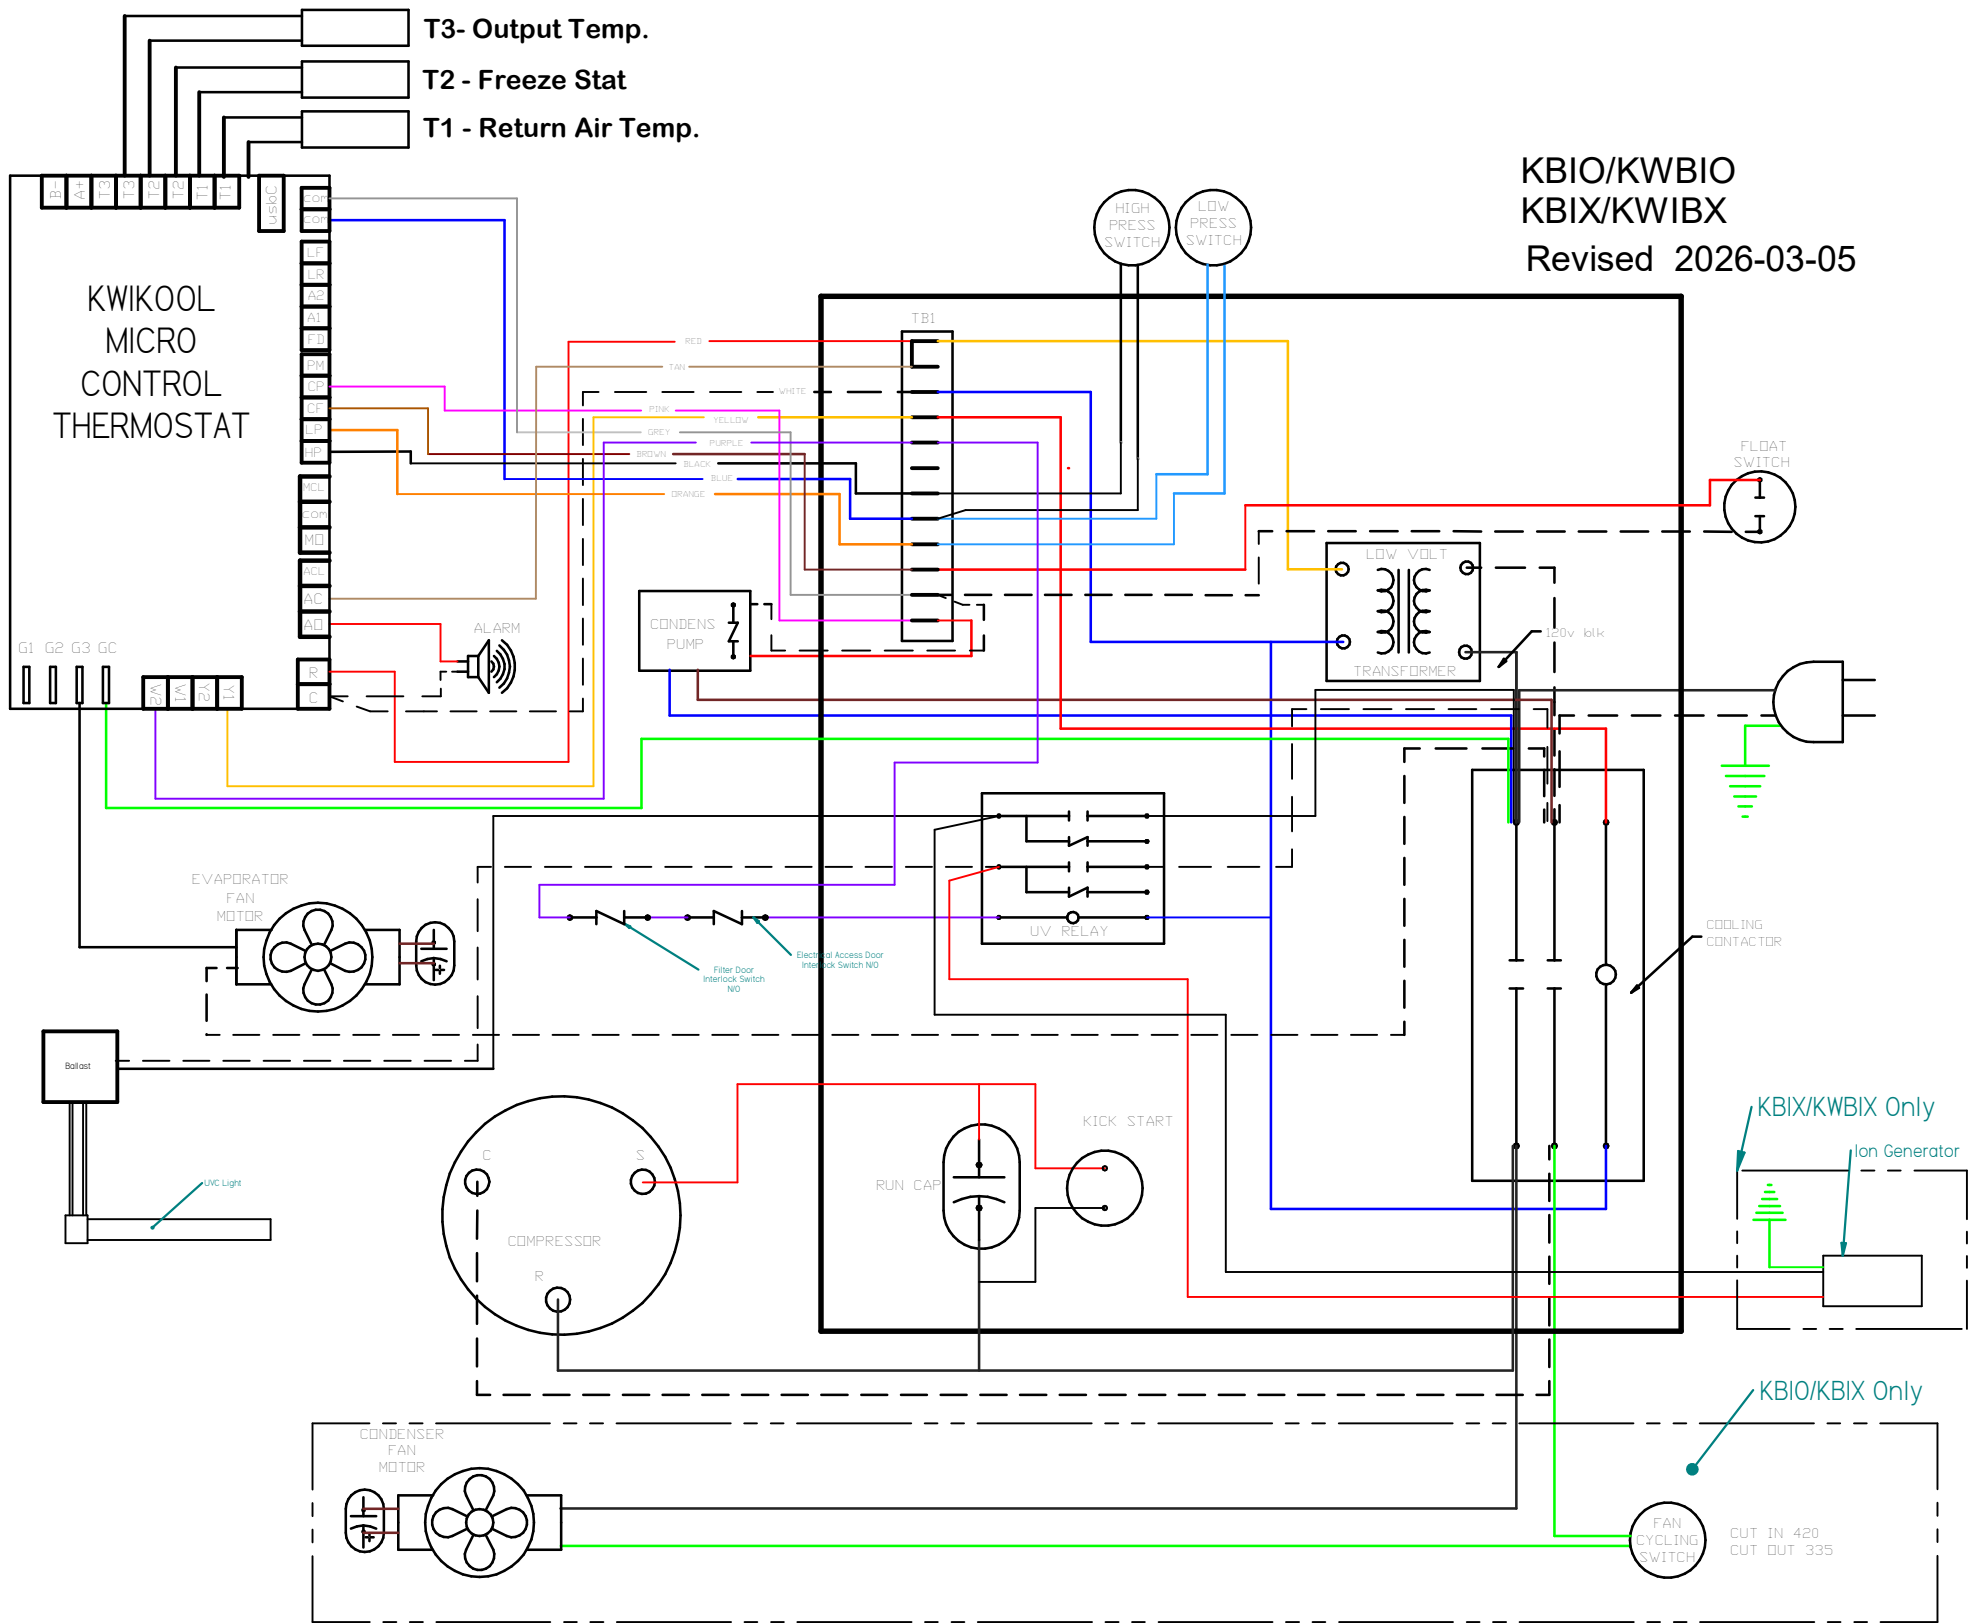 T3- Output Temp.
T2 - Freeze Stat
T1 - Return Air Temp.
KBIO/KWBIO
KBIX/KWIBX
Revised 2026-03-05
B-
A+
T3
T3
T2
T2
T1
T1
usbC
COM
COM
LF
LR
A2
A1
FD
PM
CP
CF
LP
HP
MCL
COM
MO
ACL
AC
AO
R
C
KWIKOOL
MICRO
CONTROL
THERMOSTAT
G1 G2 G3 GC
W2
W1
Y2
Y1
ALARM
HIGH
PRESS
SWITCH
LOW
PRESS
SWITCH
TB1
RED
TAN
WHITE
PINK
YELLOW
GREY
PURPLE
BROWN
BLACK
BLUE
ORANGE
FLOAT
SWITCH
LOW VOLT
TRANSFORMER
120v blk
CONDENS
PUMP
EVAPORATOR
FAN
MOTOR
UV RELAY
Filter Door
Interlock Switch
N/O
Electrical Access Door
Interlock Switch N/O
COOLING
CONTACTOR
Ballast
UVC Light
C
S
COMPRESSOR
R
RUN CAP
KICK START
KBIX/KWBIX Only
Ion Generator
KBIO/KBIX Only
CONDENSER
FAN
MOTOR
FAN
CYCLING
SWITCH
CUT IN 420
CUT OUT 335